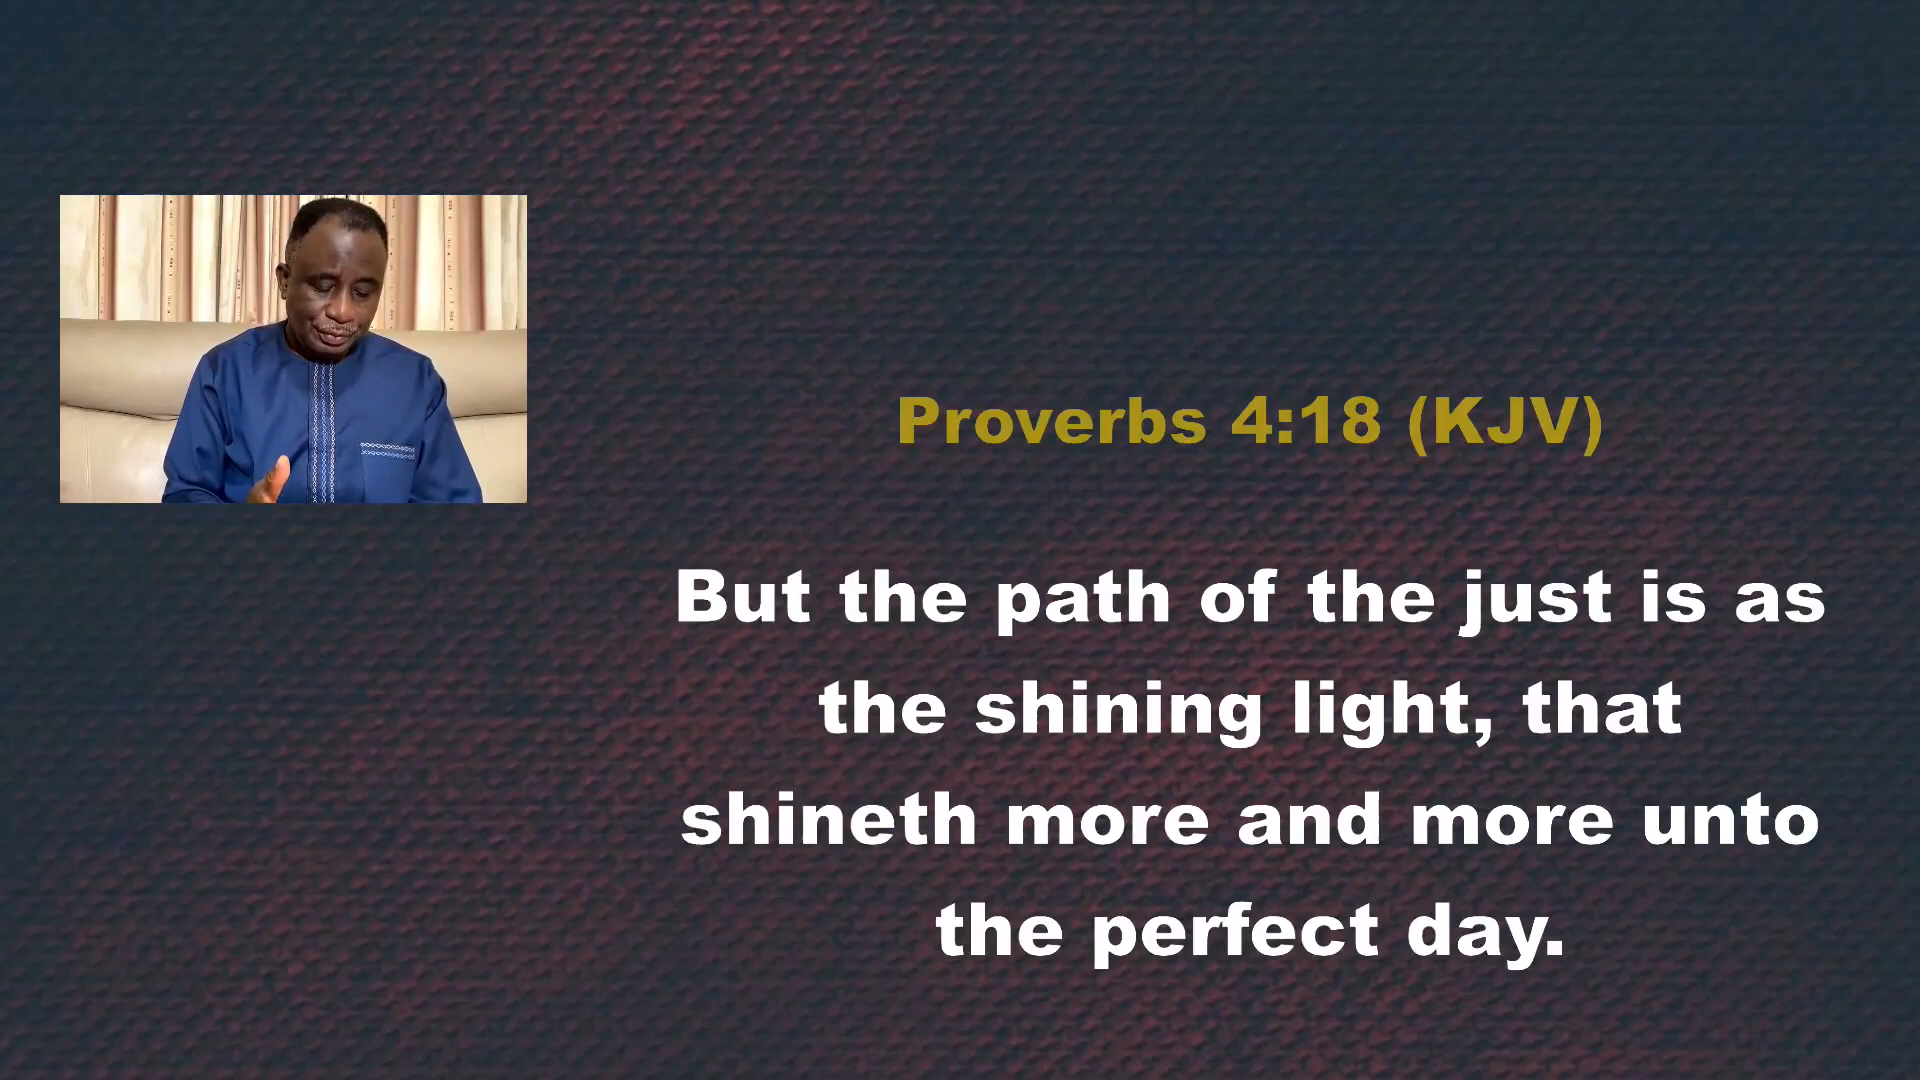 Proverbs 4:18 (KJV)
But the path of the just is as
the shining light, that
shineth more and more unto
the perfect day.